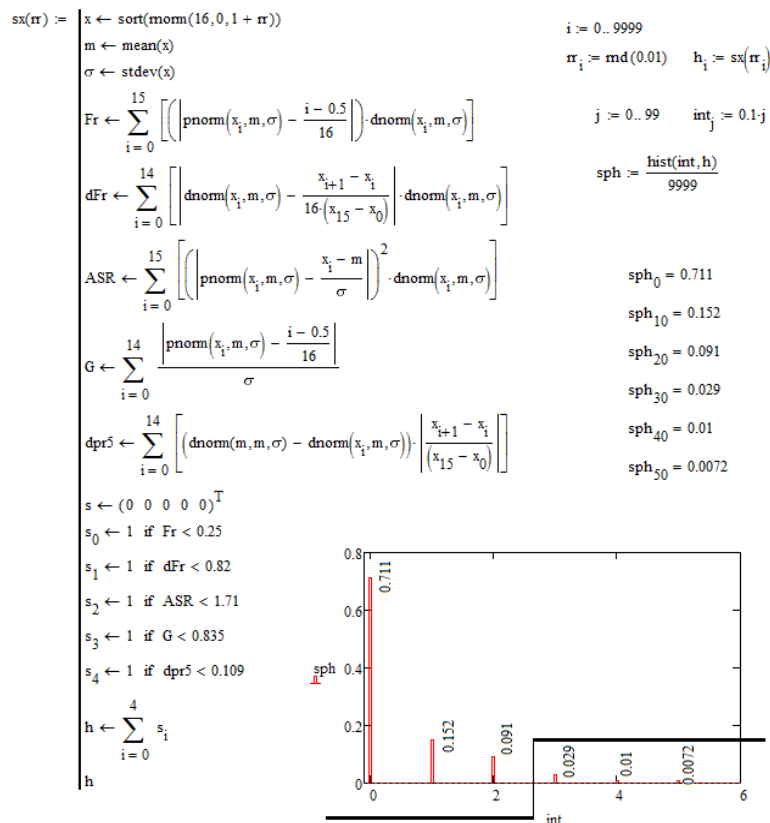 sx(rr) := x ← sort(rnorm(16,0,1 + rr))
m ← mean(x)
σ ← stdev(x)
Fr ← ∑_{i = 0}^{15} [(|pnorm(x_i,m,σ) − (i − 0.5)/16|)·dnorm(x_i,m,σ)]
dFr ← ∑_{i = 0}^{14} [|dnorm(x_i,m,σ) − (x_{i+1} − x_i)/(16·(x_15 − x_0))|·dnorm(x_i,m,σ)]
ASR ← ∑_{i = 0}^{15} [(|pnorm(x_i,m,σ) − (x_i − m)/σ|)^2·dnorm(x_i,m,σ)]
G ← ∑_{i = 0}^{14} |pnorm(x_i,m,σ) − (i − 0.5)/16|/σ
dpr5 ← ∑_{i = 0}^{14} [(dnorm(m,m,σ) − dnorm(x_i,m,σ))·|(x_{i+1} − x_i)/(x_15 − x_0)|]
s ← (0 0 0 0 0)^T
s_0 ← 1 if Fr < 0.25
s_1 ← 1 if dFr < 0.82
s_2 ← 1 if ASR < 1.71
s_3 ← 1 if G < 0.835
s_4 ← 1 if dpr5 < 0.109
h ← ∑_{i = 0}^{4} s_i
h
i := 0.. 9999
rr_i := rnd(0.01) h_i := sx(rr_i)
j := 0.. 99 int_j := 0.1·j
sph := hist(int,h)/9999
sph_0 = 0.711
sph_10 = 0.152
sph_20 = 0.091
sph_30 = 0.029
sph_40 = 0.01
sph_50 = 0.0072
0.8
0.6
sph 0.4
0.2
0
0.711
0.152
0.091
0.029
0.01
0.0072
0 2 4 6
int